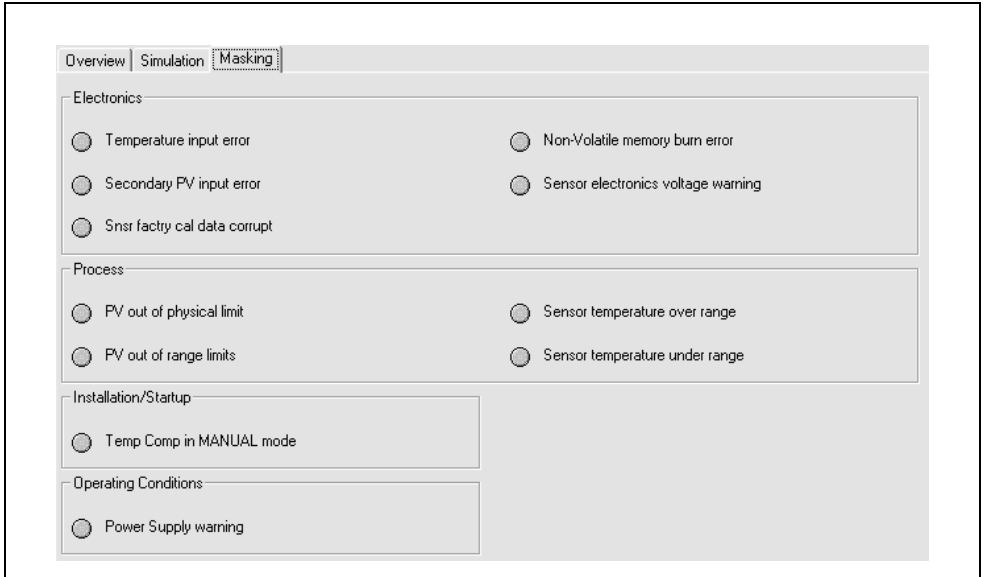 Overview Simulation Masking
Electronics
Temperature input error
Non-Volatile memory burn error
Secondary PV input error
Sensor electronics voltage warning
Snsr factry cal data corrupt
Process
PV out of physical limit
Sensor temperature over range
PV out of range limits
Sensor temperature under range
Installation/Startup
Temp Comp in MANUAL mode
Operating Conditions
Power Supply warning